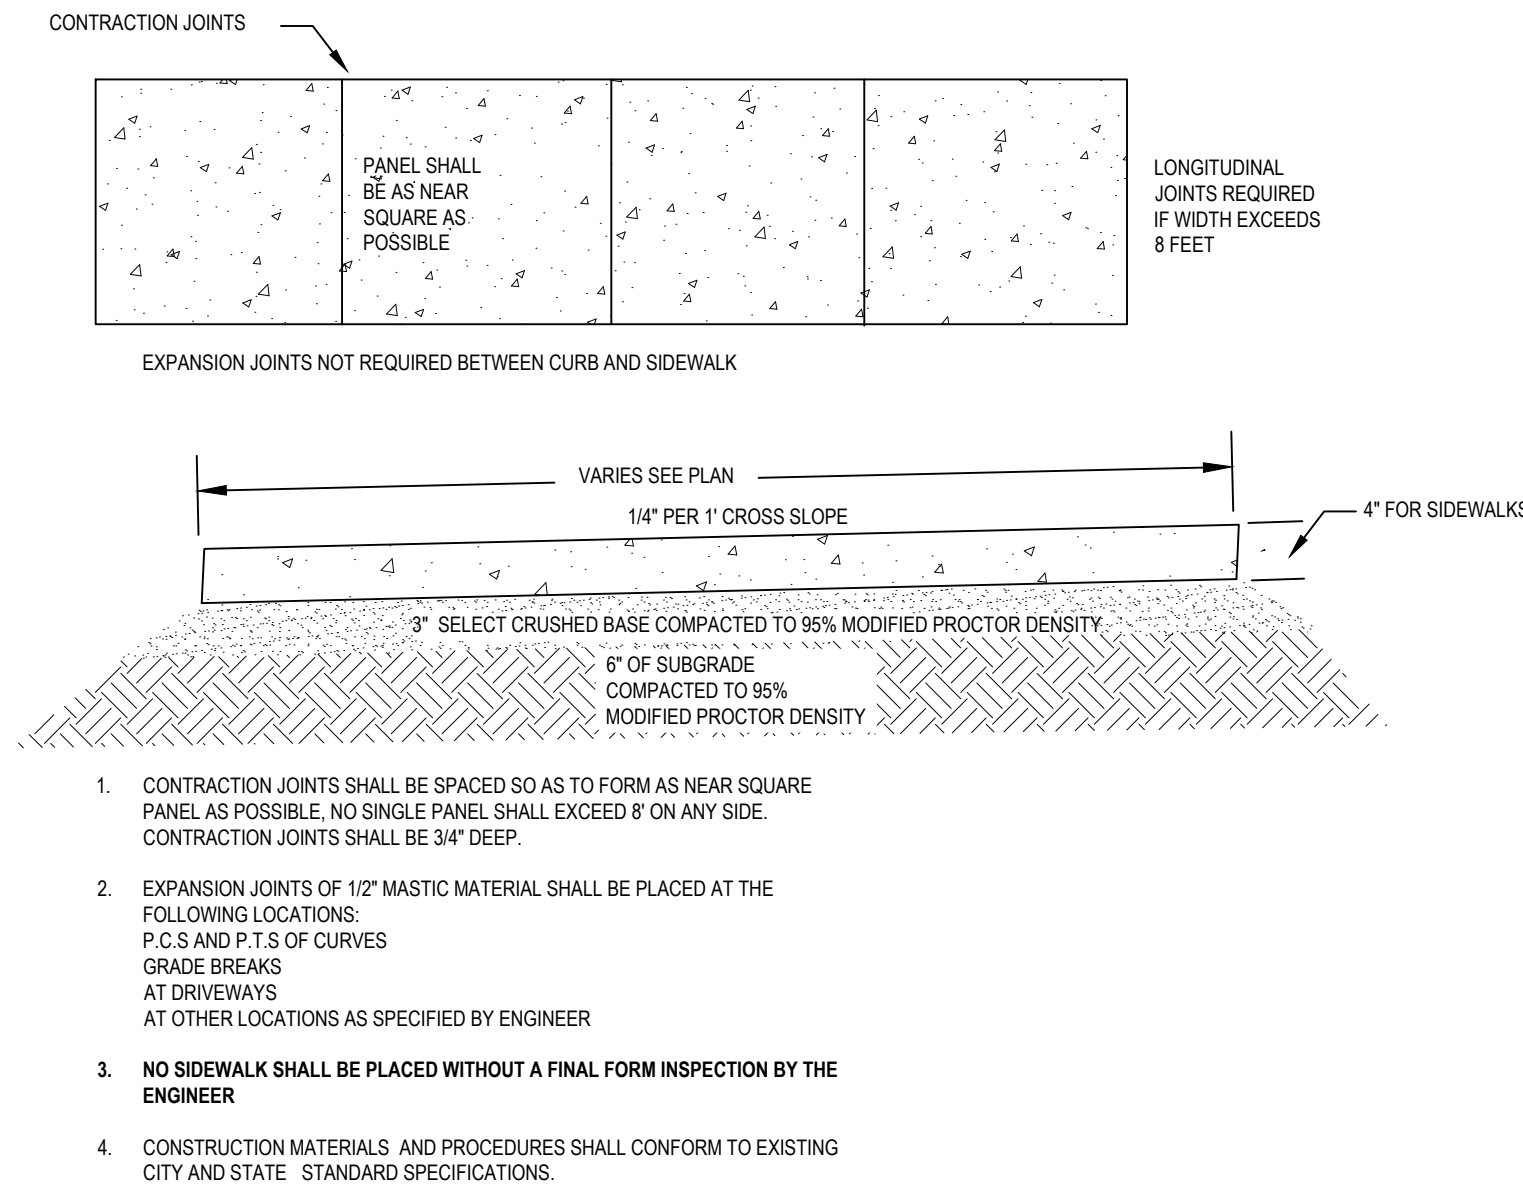 CONTRACTION JOINTS
PANEL SHALL
BE AS NEAR
SQUARE AS
POSSIBLE
LONGITUDINAL
JOINTS REQUIRED
IF WIDTH EXCEEDS
8 FEET
EXPANSION JOINTS NOT REQUIRED BETWEEN CURB AND SIDEWALK
VARIES SEE PLAN
1/4" PER 1' CROSS SLOPE
4" FOR SIDEWALKS
3" SELECT CRUSHED BASE COMPACTED TO 95% MODIFIED PROCTOR DENSITY
6" OF SUBGRADE
COMPACTED TO 95%
MODIFIED PROCTOR DENSITY
1. CONTRACTION JOINTS SHALL BE SPACED SO AS TO FORM AS NEAR SQUARE
PANEL AS POSSIBLE, NO SINGLE PANEL SHALL EXCEED 8' ON ANY SIDE.
CONTRACTION JOINTS SHALL BE 3/4" DEEP.
2. EXPANSION JOINTS OF 1/2" MASTIC MATERIAL SHALL BE PLACED AT THE
FOLLOWING LOCATIONS:
P.C.S AND P.T.S OF CURVES
GRADE BREAKS
AT DRIVEWAYS
AT OTHER LOCATIONS AS SPECIFIED BY ENGINEER
3. NO SIDEWALK SHALL BE PLACED WITHOUT A FINAL FORM INSPECTION BY THE
ENGINEER
4. CONSTRUCTION MATERIALS AND PROCEDURES SHALL CONFORM TO EXISTING
CITY AND STATE STANDARD SPECIFICATIONS.